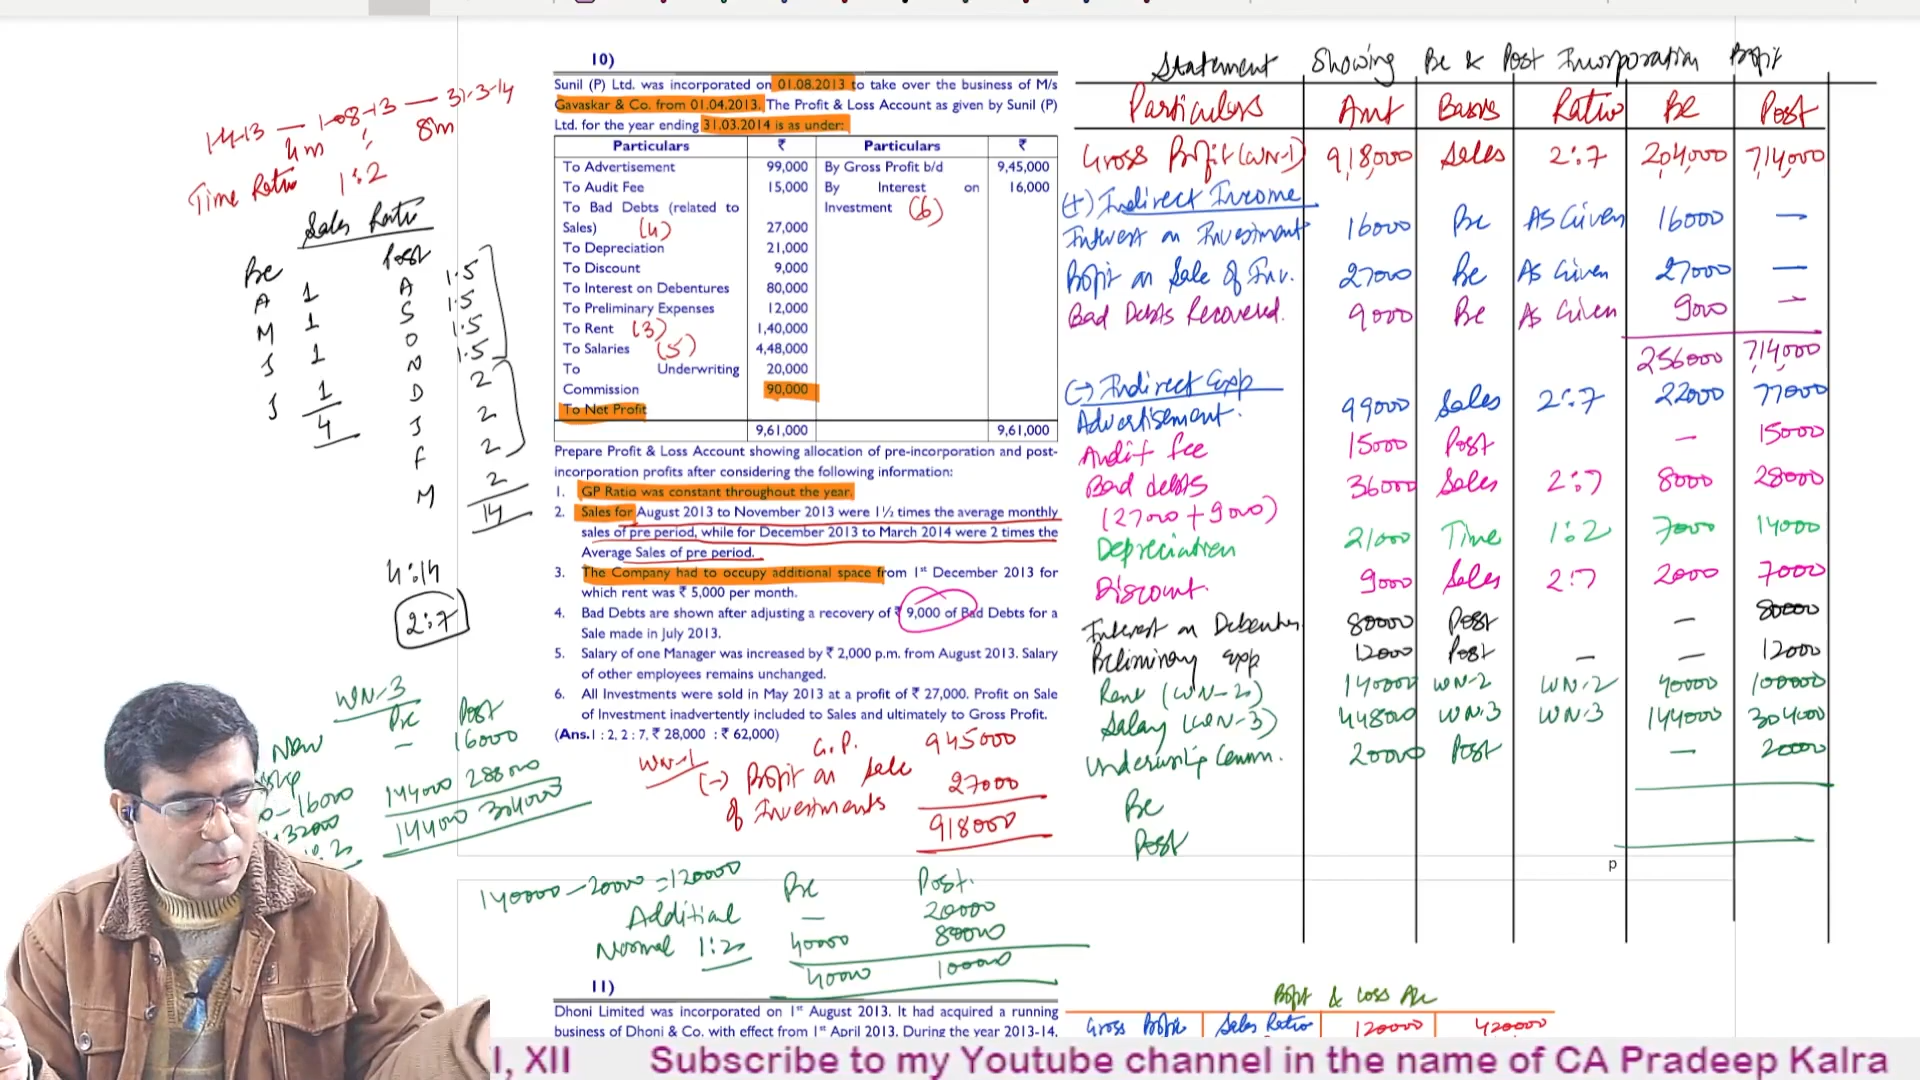 10)
Sunil (P) Ltd. was incorporated on 01.08.2013 to take over the business of M/s
Gavaskar & Co. from 01.04.2013. The Profit & Loss Account as given by Sunil (P)
Ltd. for the year ending 31.03.2014 is as under:
Particulars ₹ Particulars ₹
To Advertisement 99,000 By Gross Profit b/d 9,45,000
To Audit Fee 15,000 By Interest on 16,000
To Bad Debts (related to Investment (6)
Sales) (4) 27,000
To Depreciation 21,000
To Discount 9,000
To Interest on Debentures 80,000
To Preliminary Expenses 12,000
To Rent (3) 1,40,000
To Salaries (5) 4,48,000
To Underwriting 20,000
Commission 90,000
To Net Profit
9,61,000 9,61,000
Prepare Profit & Loss Account showing allocation of pre-incorporation and post-
incorporation profits after considering the following information:
1. GP Ratio was constant throughout the year.
2. Sales for August 2013 to November 2013 were 1½ times the average monthly
sales of pre period, while for December 2013 to March 2014 were 2 times the
Average Sales of pre period.
3. The Company had to occupy additional space from 1st December 2013 for
which rent was ₹ 5,000 per month.
4. Bad Debts are shown after adjusting a recovery of ₹ 9,000 of Bad Debts for a
Sale made in July 2013.
5. Salary of one Manager was increased by ₹ 2,000 p.m. from August 2013. Salary
of other employees remains unchanged.
6. All Investments were sold in May 2013 at a profit of ₹ 27,000. Profit on Sale
of Investment inadvertently included to Sales and ultimately to Gross Profit.
(Ans.1 : 2, 2 : 7, ₹ 28,000 : ₹ 62,000)
1-4-13 — 1-08-13 — 31-3-14
4m 8m
Time Ratio 1:2
Sales Ratio
Pre Post
A 1 A 1.5
M 1 S 1.5
J 1 O 1.5
J 1 N 1.5
4 D 2
J 2
F 2
M 2
14
4:14
2:7
WN-3
Pre Post
New — 16000
144000 288000
144000 304000
WN-1 G.P. 945000
(-) Profit on Sale
of Investments 27000
918000
140000-20000=120000 Pre Post
Additional — 20000
Normal 1:2 40000 80000
40000 100000
Statement Showing Pre & Post Incorporation Profit
Particulars Amt Basis Ratio Pre Post
Gross Profit (WN-1) 918000 Sales 2:7 204000 714000
(+) Indirect Income
Interest on Investment 16000 Pre As Given 16000 —
Profit on Sale of Inv. 27000 Pre As Given 27000 —
Bad Debts Recovered. 9000 Pre As Given 9000 —
256000 714000
(-) Indirect Exp
Advertisement. 99000 Sales 2:7 22000 77000
Audit fee 15000 Post — 15000
Bad debts 36000 Sales 2:7 8000 28000
(27000+9000)
Depreciation 21000 Time 1:2 7000 14000
Discount. 9000 Sales 2:7 2000 7000
Interest on Debenture 80000 Post — 80000
Preliminary Exp 12000 Post — — 12000
Rent (WN-2) 140000 WN-2 WN-2 40000 100000
Salary (WN-3) 448000 WN-3 WN-3 144000 304000
Underwriting Comm. 20000 Post — 20000
Pre
Post
p
11)
Dhoni Limited was incorporated on 1st August 2013. It had acquired a running
business of Dhoni & Co. with effect from 1st April 2013. During the year 2013-14,
Profit & Loss A/c
Gross Profit Sales Ratio 120000 420000
I, XII Subscribe to my Youtube channel in the name of CA Pradeep Kalra